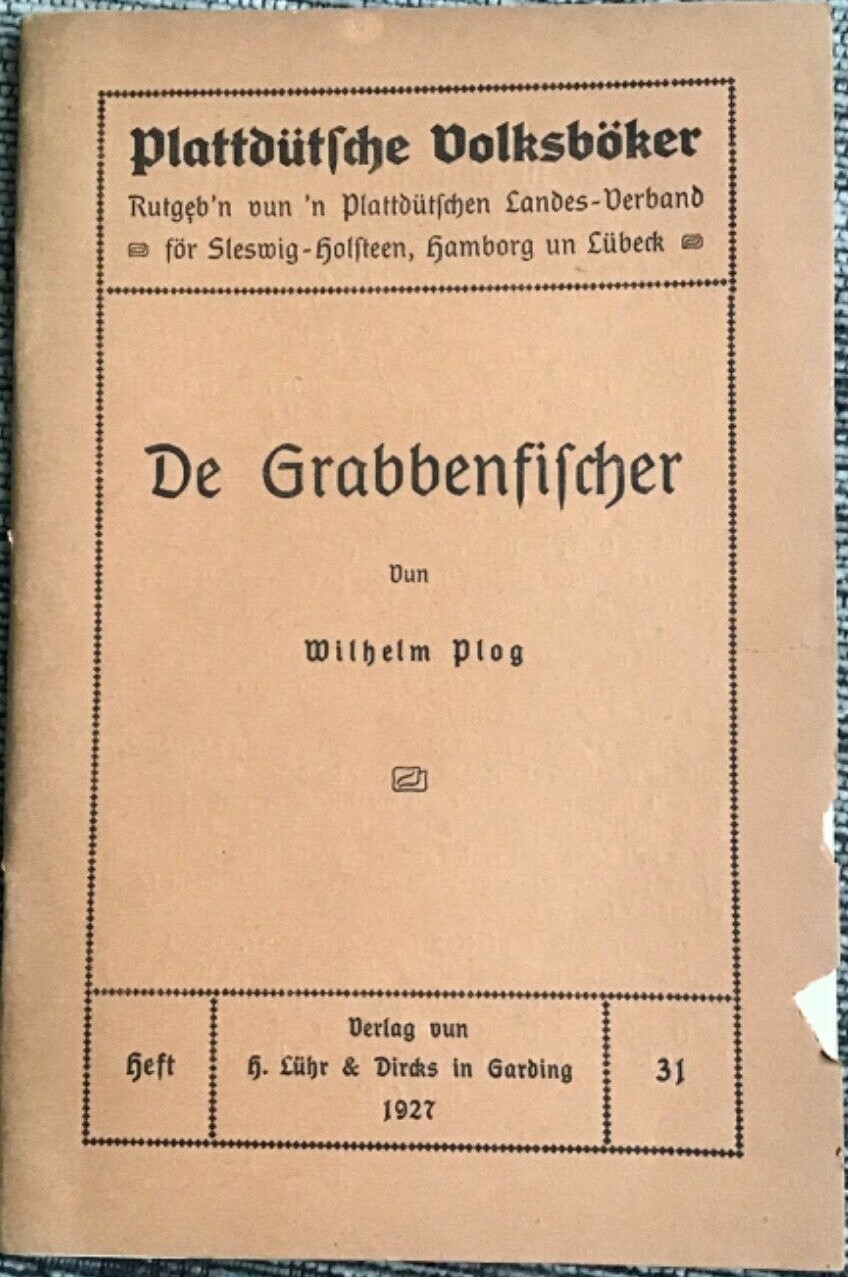 Plattdütsche Volksböker
Rutgęb'n vun 'n Plattdütschen Landes-Verband
för Sleswig-Holsteen, Hamborg un Lübeck
De Grabbenfischer
Vun
Wilhelm Plog
Heft
Verlag vun
H. Lühr & Dircks in Garding
1927
31